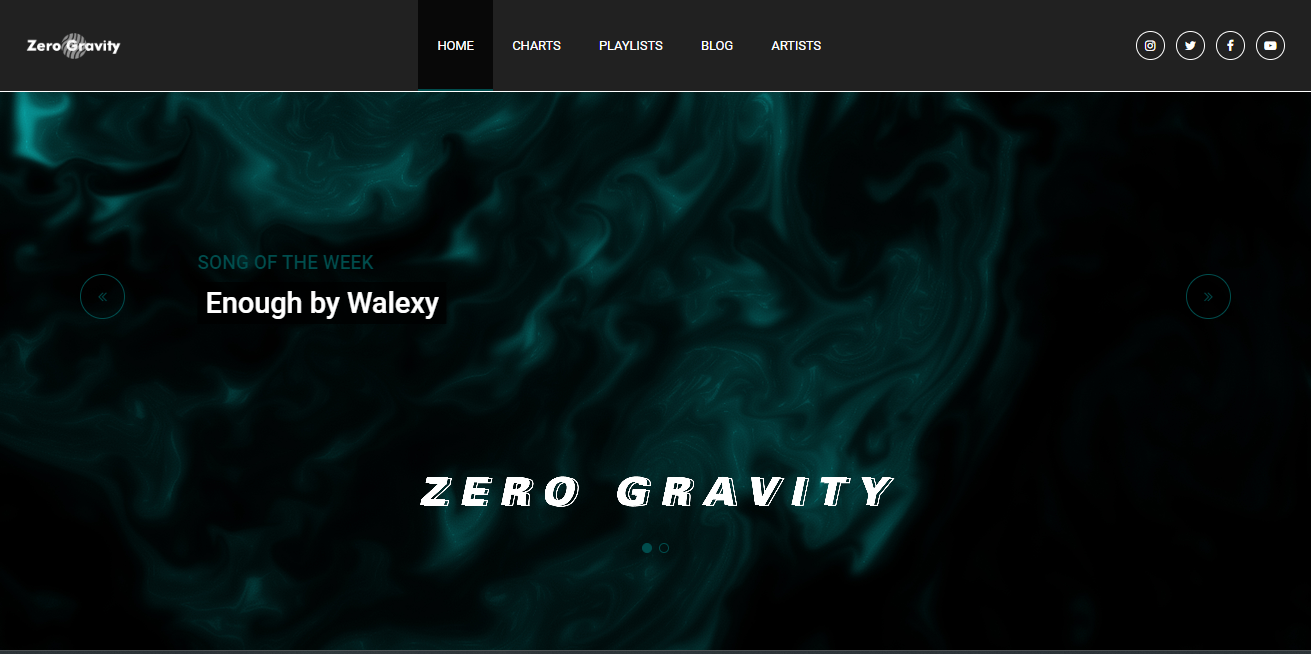 Zero Gravity
HOME CHARTS PLAYLISTS BLOG ARTISTS
SONG OF THE WEEK
Enough by Walexy
ZERO GRAVITY